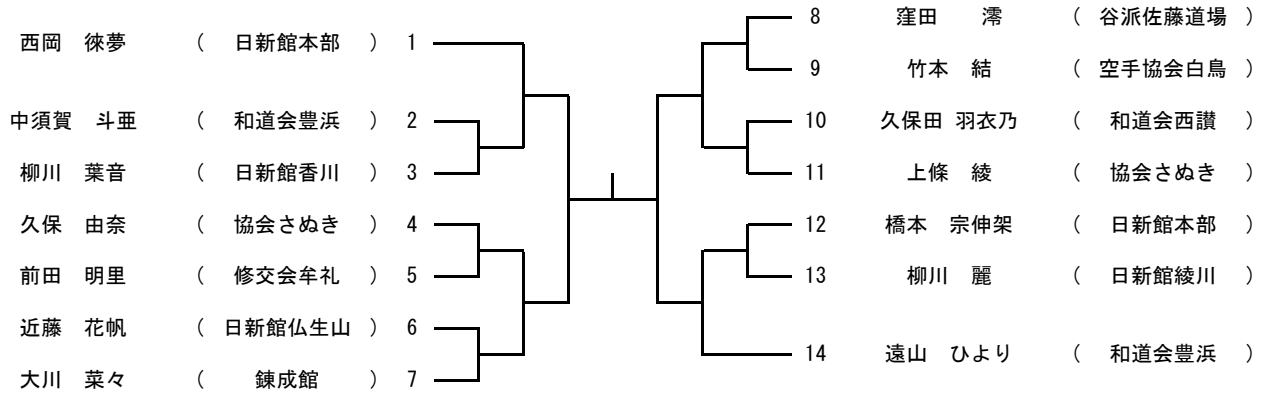 西岡　徠夢　（　日新館本部　）　1
中須賀　斗亜　（　和道会豊浜　）　2
柳川　葉音　（　日新館香川　）　3
久保　由奈　（　協会さぬき　）　4
前田　明里　（　修交会牟礼　）　5
近藤　花帆　（　日新館仏生山　）　6
大川　菜々　（　錬成館　）　7
8　窪田　澪　（　谷派佐藤道場　）
9　竹本　結　（　空手協会白鳥　）
10　久保田 羽衣乃　（　和道会西讃　）
11　上條　綾　（　協会さぬき　）
12　橋本　宗伸架　（　日新館本部　）
13　柳川　麗　（　日新館綾川　）
14　遠山　ひより　（　和道会豊浜　）